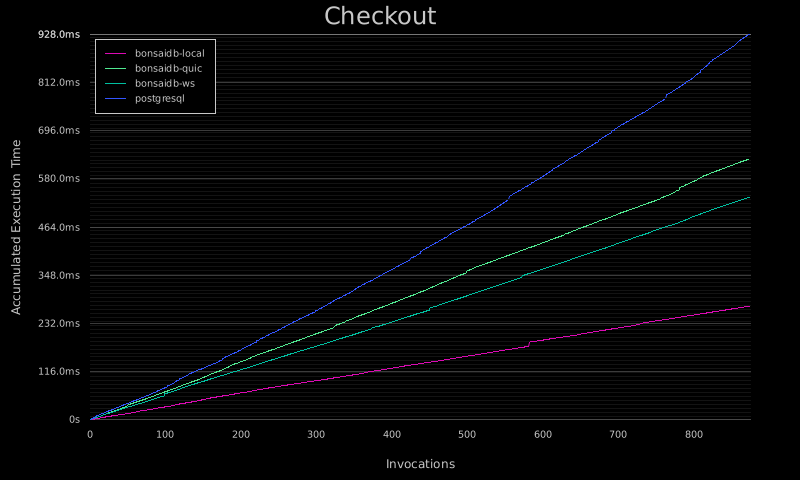 Checkout
928.0ms
812.0ms
696.0ms
580.0ms
464.0ms
348.0ms
232.0ms
116.0ms
0s
bonsaidb-local
bonsaidb-quic
bonsaidb-ws
postgresql
Accumulated Execution Time
0 100 200 300 400 500 600 700 800
Invocations